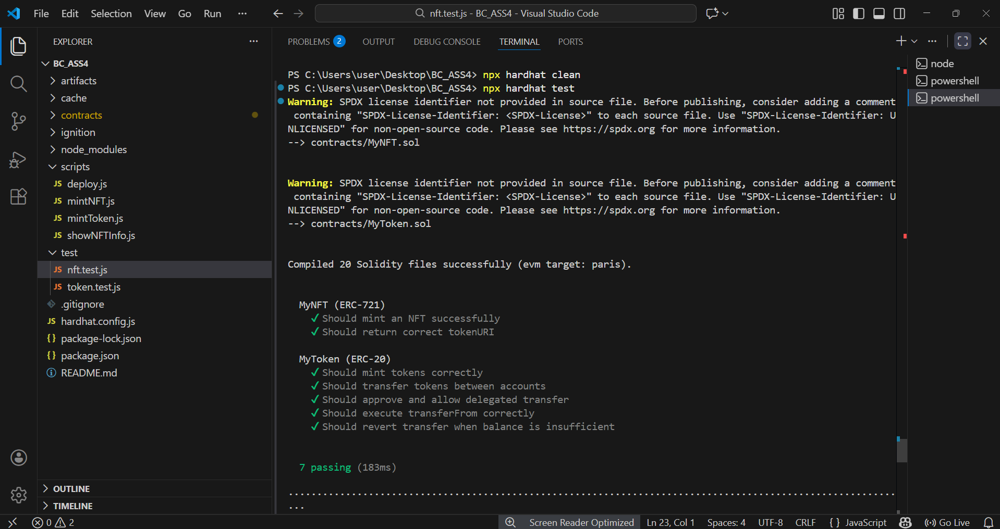 File Edit Selection View Go Run ···
nft.test.js - BC_ASS4 - Visual Studio Code
EXPLORER
BC_ASS4
artifacts
cache
contracts
ignition
node_modules
scripts
JS deploy.js
JS mintNFT.js
JS mintToken.js
JS showNFTInfo.js
test
JS nft.test.js
JS token.test.js
.gitignore
JS hardhat.config.js
{} package-lock.json
{} package.json
README.md
OUTLINE
TIMELINE
PROBLEMS 2 OUTPUT DEBUG CONSOLE TERMINAL PORTS
PS C:\Users\user\Desktop\BC_ASS4> npx hardhat clean
PS C:\Users\user\Desktop\BC_ASS4> npx hardhat test
Warning: SPDX license identifier not provided in source file. Before publishing, consider adding a comment
containing "SPDX-License-Identifier: <SPDX-License>" to each source file. Use "SPDX-License-Identifier: U
NLICENSED" for non-open-source code. Please see https://spdx.org for more information.
--> contracts/MyNFT.sol
Warning: SPDX license identifier not provided in source file. Before publishing, consider adding a comment
containing "SPDX-License-Identifier: <SPDX-License>" to each source file. Use "SPDX-License-Identifier: U
NLICENSED" for non-open-source code. Please see https://spdx.org for more information.
--> contracts/MyToken.sol
Compiled 20 Solidity files successfully (evm target: paris).
MyNFT (ERC-721)
✓ Should mint an NFT successfully
✓ Should return correct tokenURI
MyToken (ERC-20)
✓ Should mint tokens correctly
✓ Should transfer tokens between accounts
✓ Should approve and allow delegated transfer
✓ Should execute transferFrom correctly
✓ Should revert transfer when balance is insufficient
7 passing (183ms)
··········································································································
···
node
powershell
powershell
0 2 Screen Reader Optimized Ln 23, Col 1 Spaces: 4 UTF-8 CRLF {} JavaScript Go Live